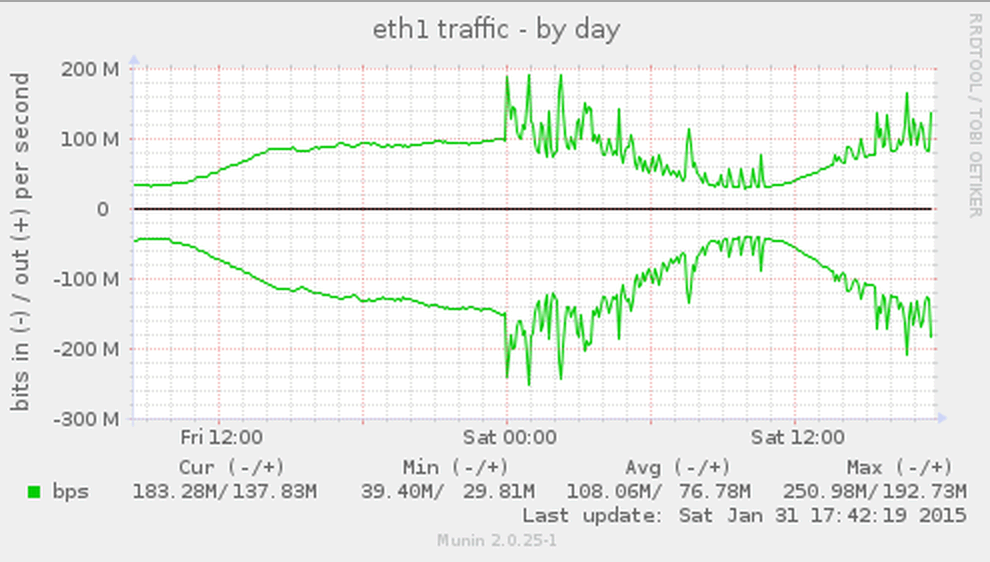 eth1 traffic - by day
RRDTOOL / TOBI OETIKER
bits in (-) / out (+) per second
200 M
100 M
0
-100 M
-200 M
-300 M
Fri 12:00 Sat 00:00 Sat 12:00
Cur (-/+) Min (-/+) Avg (-/+) Max (-/+)
bps 183.28M/137.83M 39.40M/ 29.81M 108.06M/ 76.78M 250.98M/192.73M
Last update: Sat Jan 31 17:42:19 2015
Munin 2.0.25-1